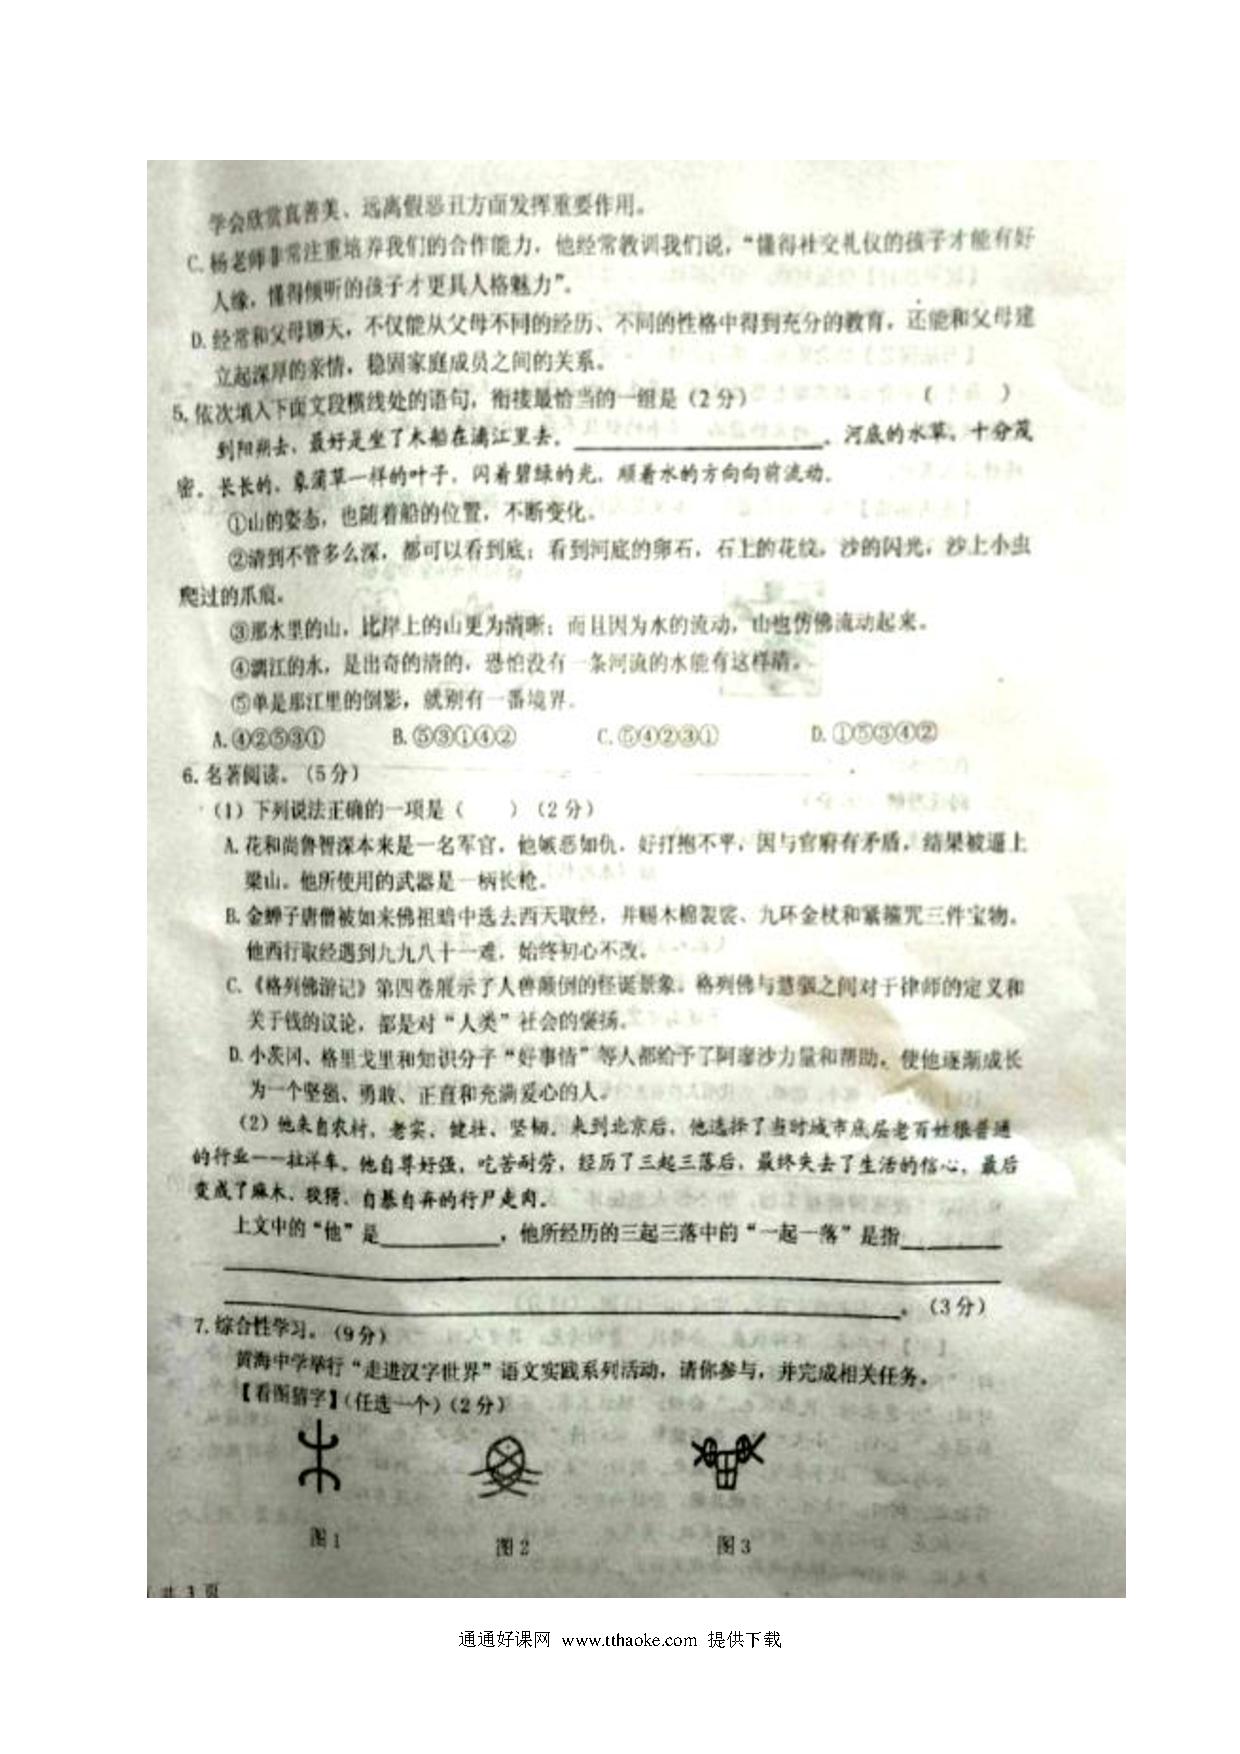 学会欣赏真善美、远离假恶丑方面发挥重要作用。
C.杨老师非常注重培养我们的合作能力，他经常教训我们说，“懂得社交礼仪的孩子才能有好
人缘，懂得倾听的孩子才更具人格魅力”。
D.经常和父母聊天，不仅能从父母不同的经历、不同的性格中得到充分的教育，还能和父母建
立起深厚的亲情，稳固家庭成员之间的关系。
5.依次填入下面文段横线处的语句，衔接最恰当的一组是（2分）（ ）
到阳朔去，最好是坐了木船在漓江里去。____________________。河底的水草，十分茂
密。长长的，象蒲草一样的叶子，闪着碧绿的光，顺着水的方向向前流动。
①山的姿态，也随着船的位置，不断变化。
②清到不管多么深，都可以看到底；看到河底的卵石，石上的花纹，沙的闪光，沙上小虫
爬过的爪痕。
③那水里的山，比岸上的山更为清晰；而且因为水的流动，山也仿佛流动起来。
④漓江的水，是出奇的清的，恐怕没有一条河流的水能有这样清。
⑤单是那江里的倒影，就别有一番境界。
A.④②⑤③① B.⑤③①④② C.⑤④②③① D.①⑤③④②
6.名著阅读。（5分）
（1）下列说法正确的一项是（ ）（2分）
A.花和尚鲁智深本来是一名军官，他嫉恶如仇，好打抱不平，因与官府有矛盾，结果被逼上
梁山。他所使用的武器是一柄长枪。
B.金蝉子唐僧被如来佛祖暗中选去西天取经，并赐木棉袈裟、九环金杖和紧箍咒三件宝物。
他西行取经遇到九九八十一难，始终初心不改。
C.《格列佛游记》第四卷展示了人兽颠倒的怪诞景象。格列佛与慧骃之间对于律师的定义和
关于钱的议论，都是对“人类”社会的褒扬。
D.小茨冈、格里戈里和知识分子“好事情”等人都给予了阿廖沙力量和帮助，使他逐渐成长
为一个坚强、勇敢、正直和充满爱心的人。
（2）他来自农村，老实、健壮、坚韧，来到北京后，他选择了当时城市底层老百姓很普通
的行业——拉洋车。他自尊好强，吃苦耐劳，经历了三起三落后，最终失去了生活的信心，最后
变成了麻木、狡猾、自暴自弃的行尸走肉。
上文中的“他”是__________，他所经历的三起三落中的“一起一落”是指________
____________________
____________________。（3分）
7.综合性学习。（9分）
黄海中学举行“走进汉字世界”语文实践系列活动，请你参与，并完成相关任务。
【看图猜字】（任选一个）（2分）
图1 图2 图3
共 3 页
通通好课网 www.tthaoke.com 提供下载